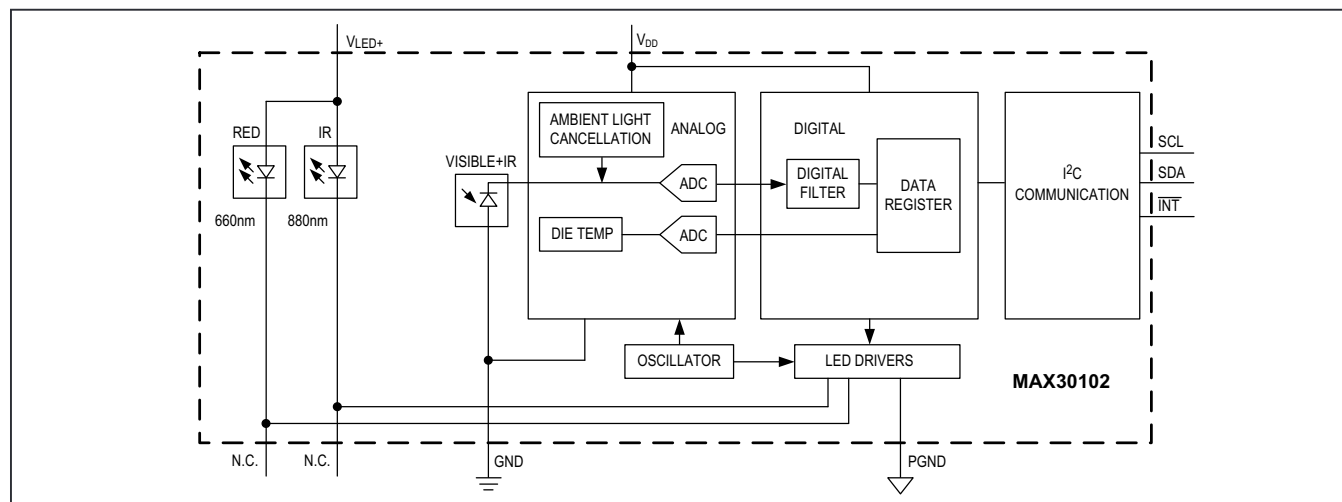 VLED+
VDD
RED
IR
660nm
880nm
VISIBLE+IR
AMBIENT LIGHT
CANCELLATION
ANALOG
ADC
DIE TEMP
ADC
DIGITAL
DIGITAL
FILTER
DATA
REGISTER
I²C
COMMUNICATION
SCL
SDA
INT
OSCILLATOR
LED DRIVERS
MAX30102
N.C.
N.C.
GND
PGND